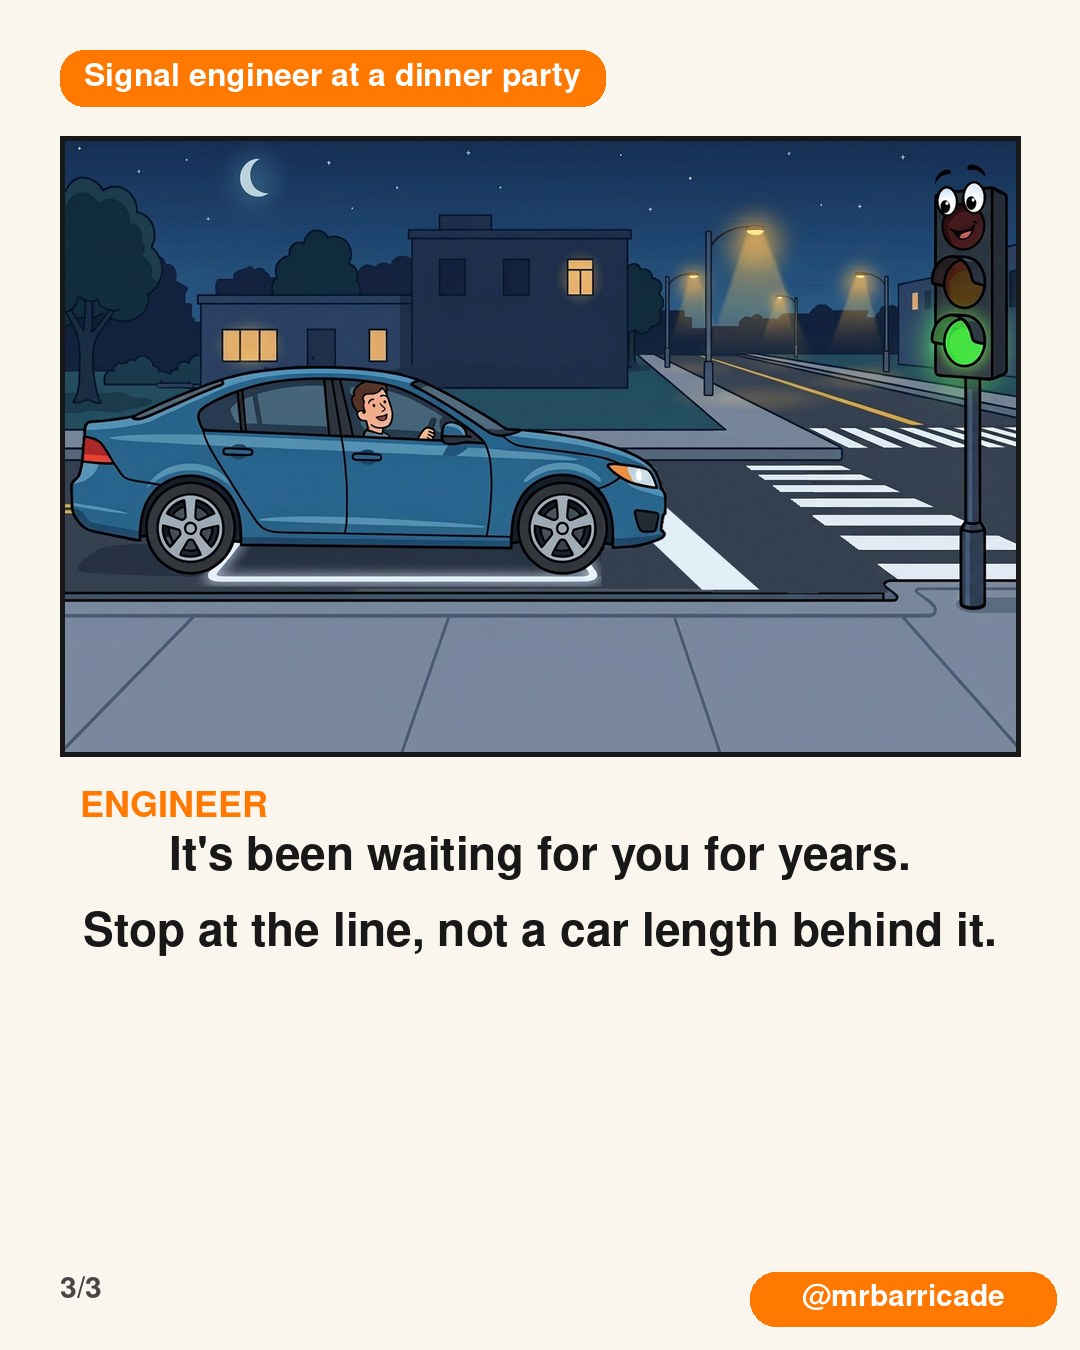 Signal engineer at a dinner party
ENGINEER
It's been waiting for you for years.
Stop at the line, not a car length behind it.
3/3
@mrbarricade